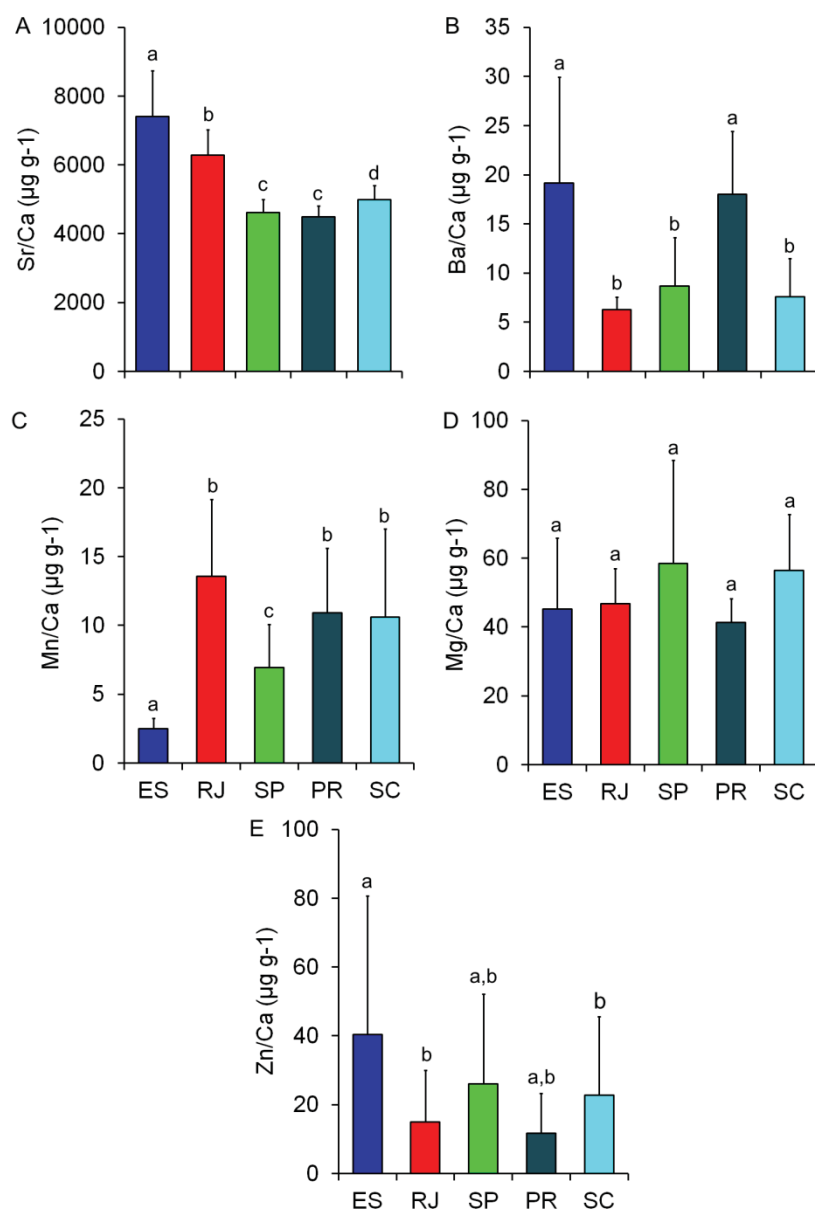 A
Sr/Ca (µg g-1)
10000
8000
6000
4000
2000
0
a
b
c
c
d
B
Ba/Ca (µg g-1)
35
30
25
20
15
10
5
0
a
b
b
a
b
C
Mn/Ca (µg g-1)
25
20
15
10
5
0
a
b
c
b
b
ES RJ SP PR SC
D
Mg/Ca (µg g-1)
100
80
60
40
20
0
a
a
a
a
a
ES RJ SP PR SC
E
Zn/Ca (µg g-1)
100
80
60
40
20
0
a
b
a,b
a,b
b
ES RJ SP PR SC